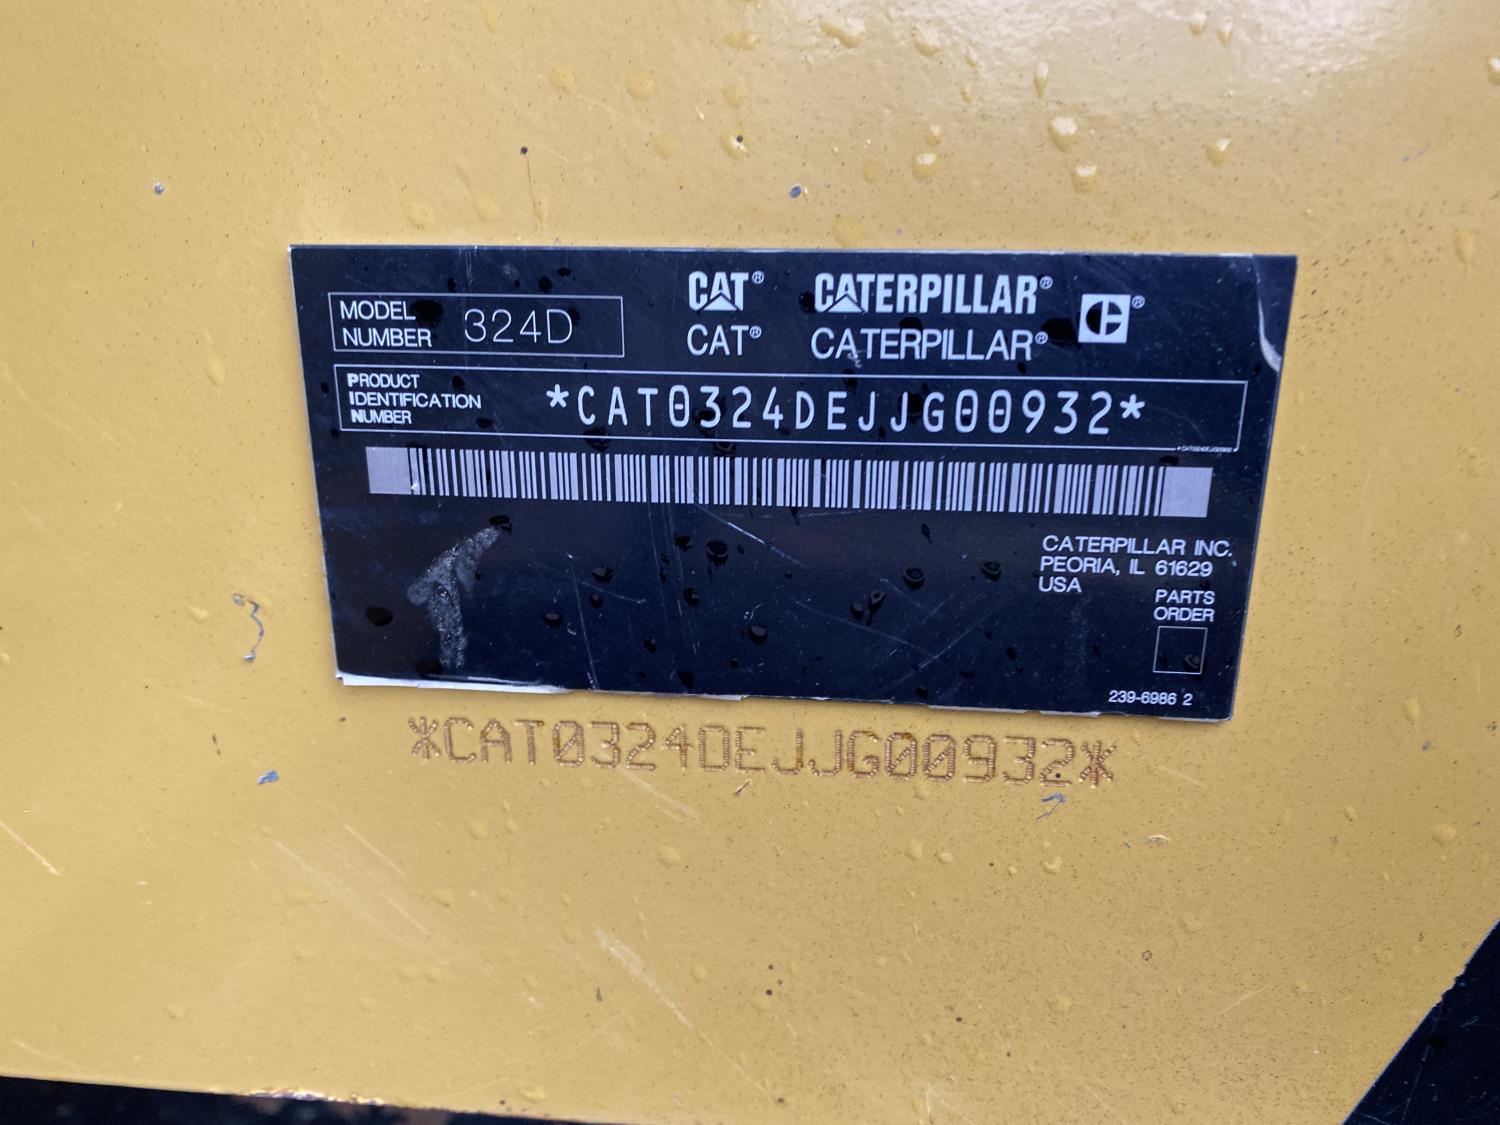 MODEL NUMBER 324D
CAT® CATERPILLAR® ®
CAT® CATERPILLAR®
PRODUCT IDENTIFICATION NUMBER *CAT0324DEJJG00932*
CATERPILLAR INC.
PEORIA, IL 61629
USA
PARTS
ORDER
239-6986 2
*CAT0324DEJJG00932*